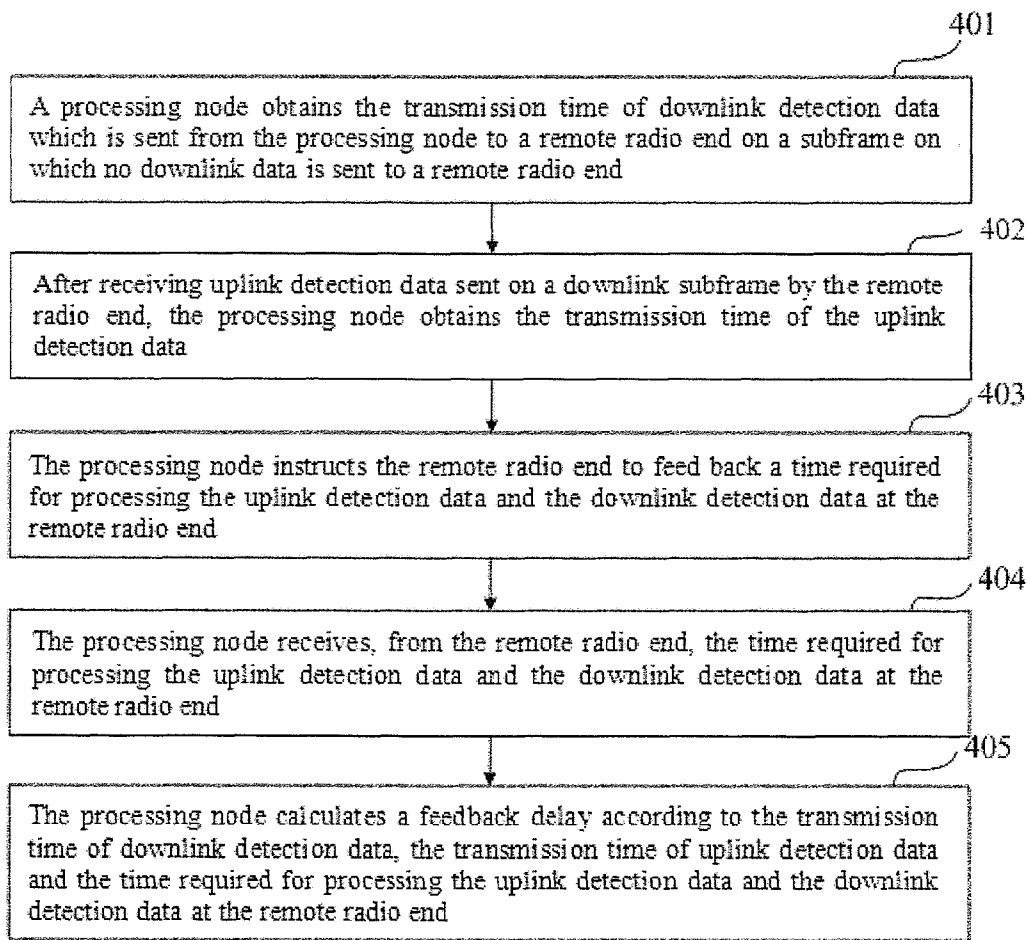 401
A processing node obtains the transmission time of downlink detection data
which is sent from the processing node to a remote radio end on a subframe on
which no downlink data is sent to a remote radio end
402
After receiving uplink detection data sent on a downlink subframe by the remote
radio end, the processing node obtains the transmission time of the uplink
detection data
403
The processing node instructs the remote radio end to feed back a time required
for processing the uplink detection data and the downlink detection data at the
remote radio end
404
The processing node receives, from the remote radio end, the time required for
processing the uplink detection data and the downlink detection data at the
remote radio end
405
The processing node calculates a feedback delay according to the transmission
time of downlink detection data, the transmission time of uplink detection data
and the time required for processing the uplink detection data and the downlink
detection data at the remote radio end